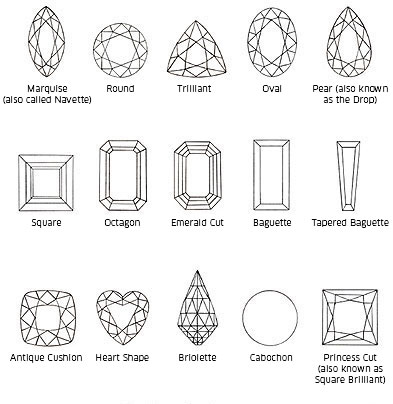 Marquise
(also called Navette)
Round
Trilliant
Oval
Pear (also known
as the Drop)
Square
Octagon
Emerald Cut
Baguette
Tapered Baguette
Antique Cushion
Heart Shape
Briolette
Cabochon
Princess Cut
(also known as
Square Brilliant)